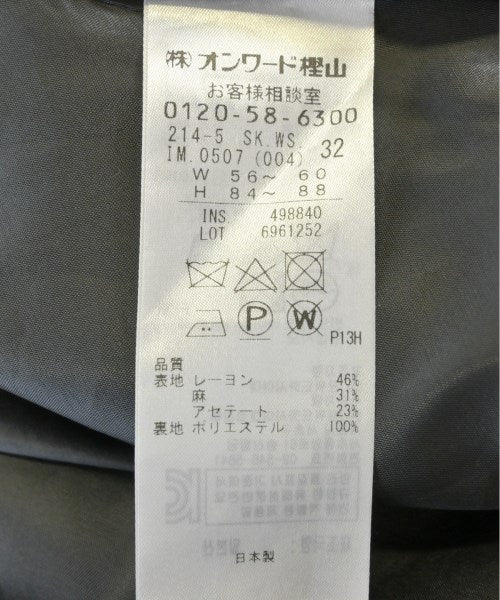 ㈱オンワード樫山
お客様相談室
0120-58-6300
214-5 SK.WS.
IM.0507 (004) 32
W 56～ 60
H 84～ 88
INS 498840
LOT 6961252
P W
P13H
品質
表地 レーヨン 46%
麻 31%
アセテート 23%
裏地 ポリエステル 100%
日本製